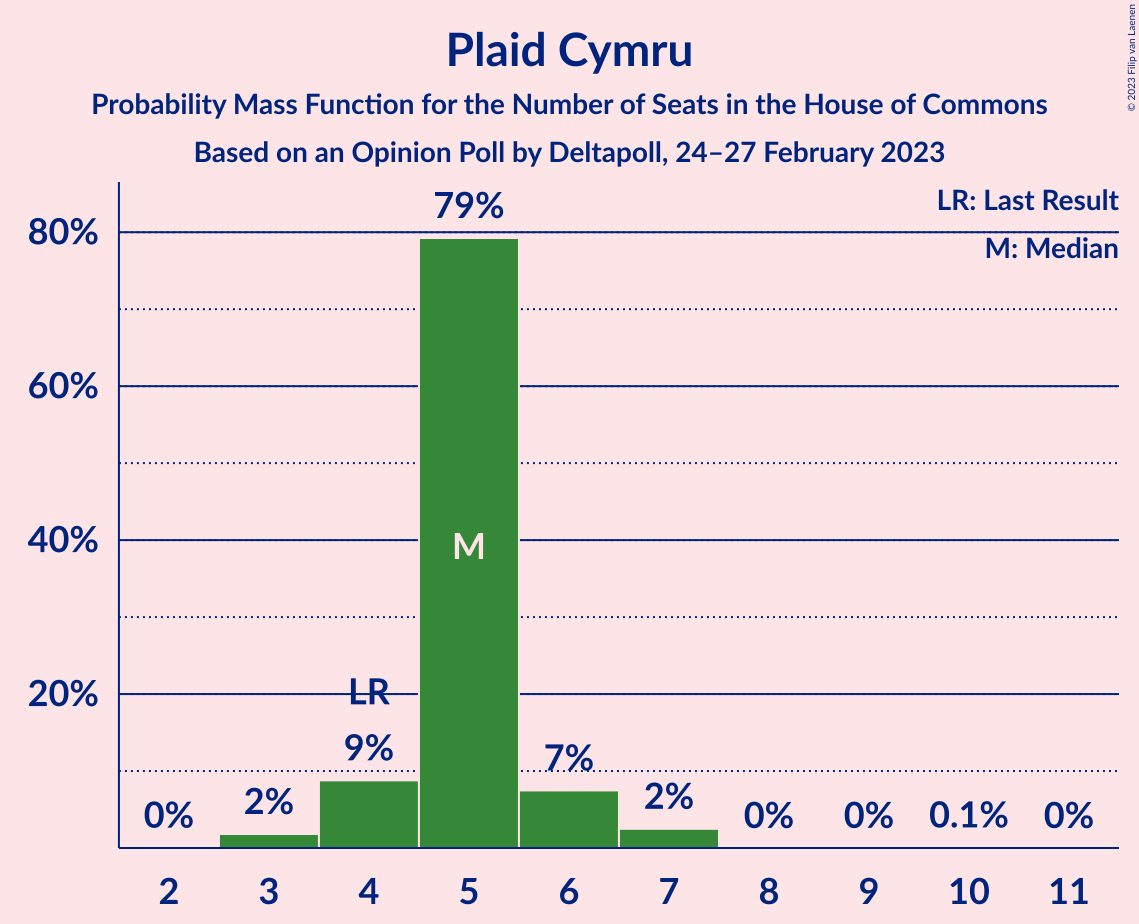 Plaid Cymru
Probability Mass Function for the Number of Seats in the House of Commons
Based on an Opinion Poll by Deltapoll, 24–27 February 2023
© 2023 Filip van Laenen
LR: Last Result
M: Median
80%
60%
40%
20%
0%
2%
LR
9%
79%
M
7%
2%
0%
0%
0.1%
0%
2 3 4 5 6 7 8 9 10 11